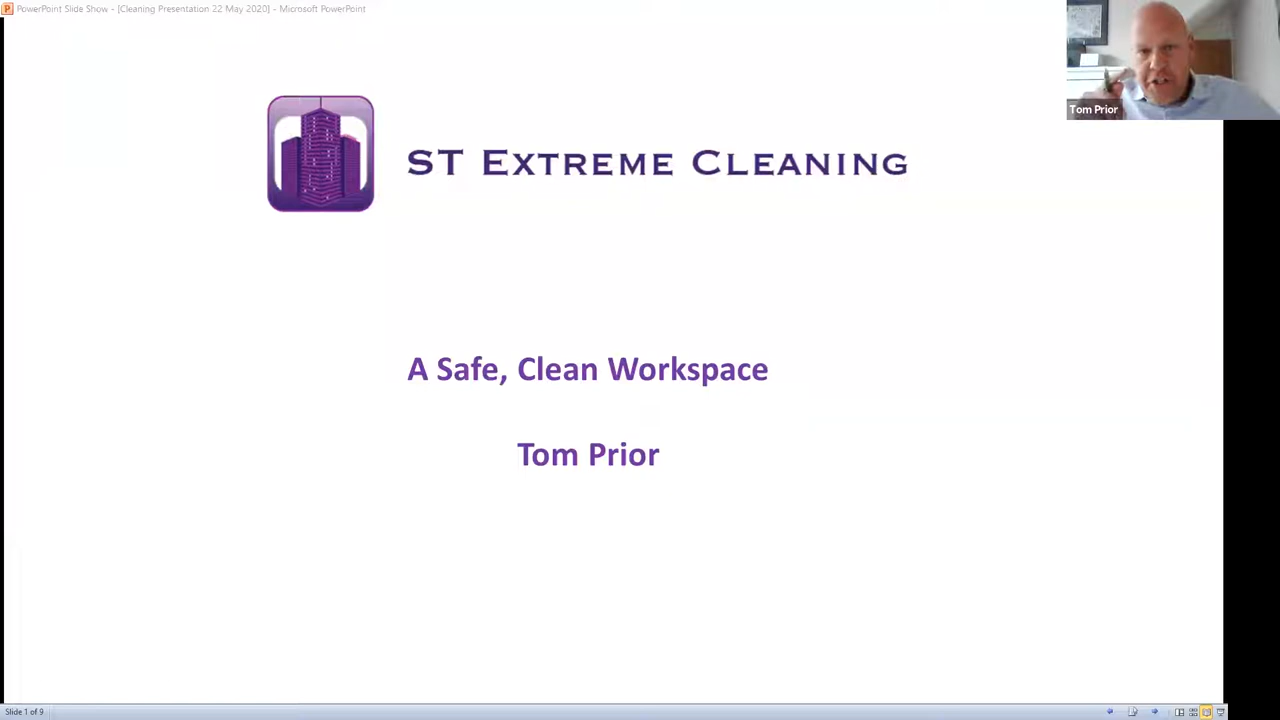 PowerPoint Slide Show - [Cleaning Presentation 22 May 2020] - Microsoft PowerPoint
Tom Prior
ST EXTREME CLEANING
A Safe, Clean Workspace
Tom Prior
Slide 1 of 9